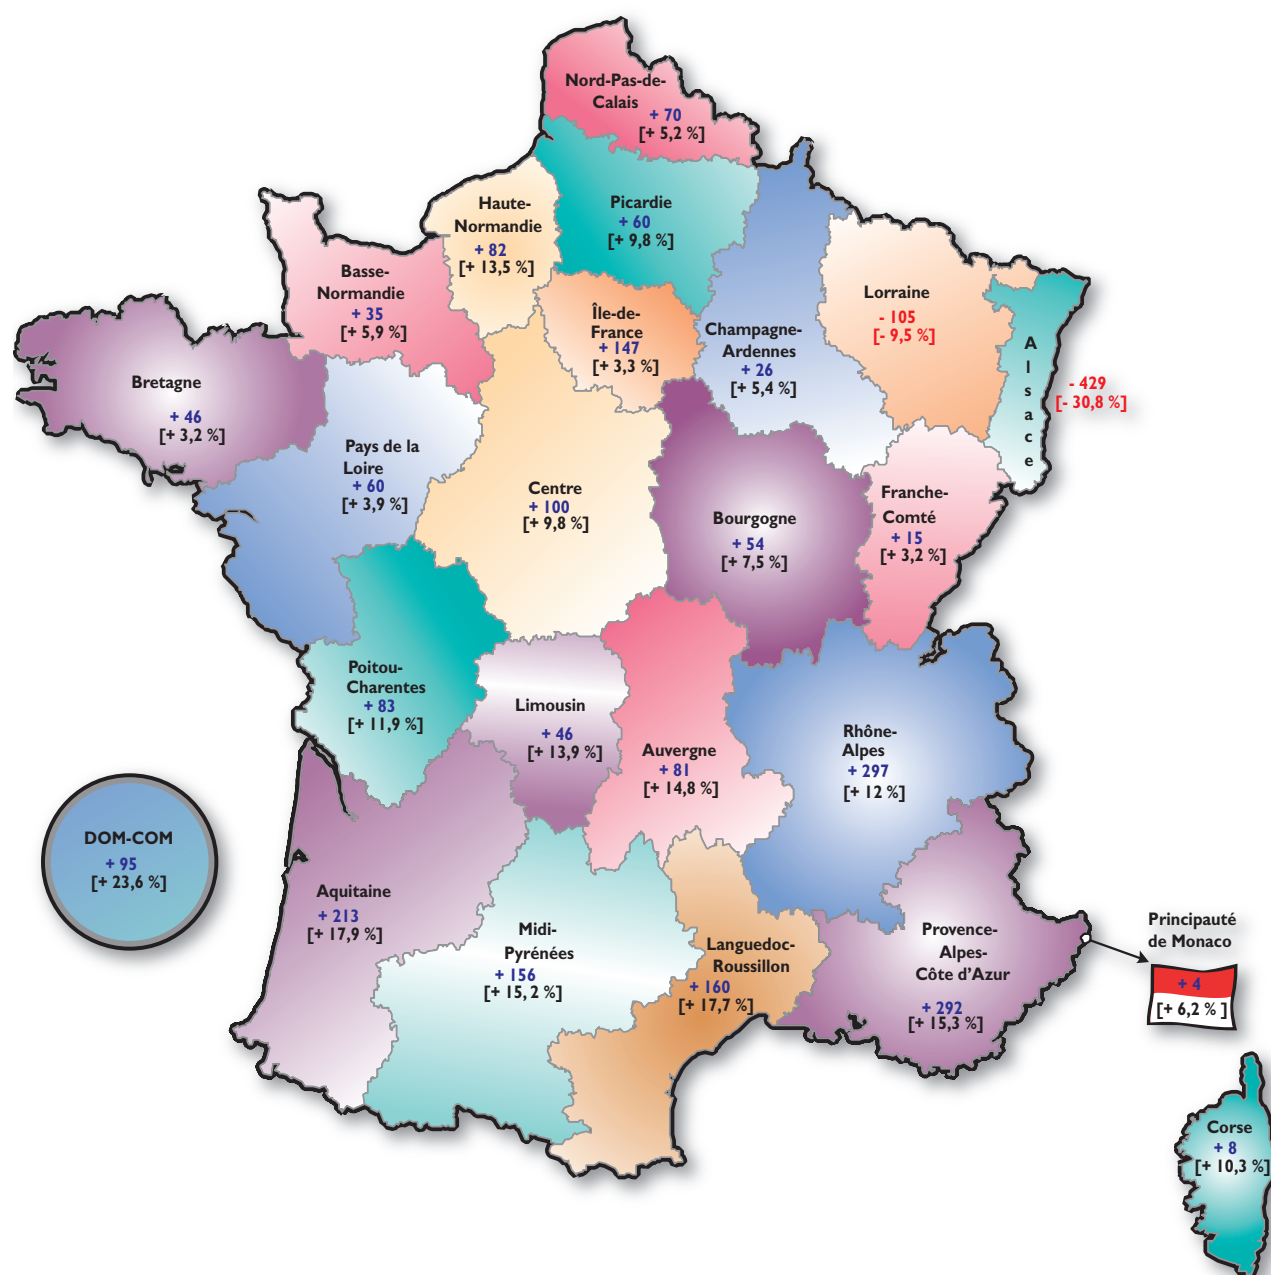 Nord-Pas-de-
Calais
+ 70
[+ 5,2 %]
Picardie
+ 60
[+ 9,8 %]
Haute-
Normandie
+ 82
[+ 13,5 %]
Basse-
Normandie
+ 35
[+ 5,9 %]
Île-de-
France
+ 147
[+ 3,3 %]
Champagne-
Ardennes
+ 26
[+ 5,4 %]
Lorraine
- 105
[- 9,5 %]
Alsace
- 429
[- 30,8 %]
Bretagne
+ 46
[+ 3,2 %]
Pays de la
Loire
+ 60
[+ 3,9 %]
Centre
+ 100
[+ 9,8 %]
Bourgogne
+ 54
[+ 7,5 %]
Franche-
Comté
+ 15
[+ 3,2 %]
Poitou-
Charentes
+ 83
[+ 11,9 %]
Limousin
+ 46
[+ 13,9 %]
Auvergne
+ 81
[+ 14,8 %]
Rhône-
Alpes
+ 297
[+ 12 %]
DOM-COM
+ 95
[+ 23,6 %]
Aquitaine
+ 213
[+ 17,9 %]
Midi-
Pyrénées
+ 156
[+ 15,2 %]
Languedoc-
Roussillon
+ 160
[+ 17,7 %]
Provence-
Alpes-
Côte d'Azur
+ 292
[+ 15,3 %]
Principauté
de Monaco
+ 4
[+ 6,2 % ]
Corse
+ 8
[+ 10,3 %]